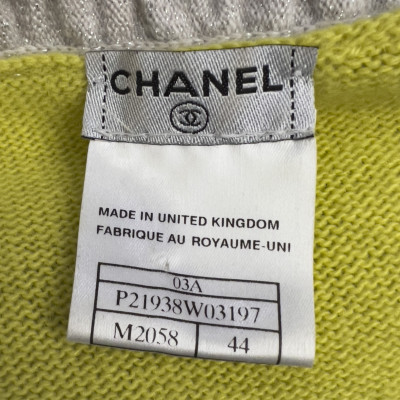 CHANEL
MADE IN UNITED KINGDOM
FABRIQUE AU ROYAUME-UNI
03A
P21938W03197
M2058 44